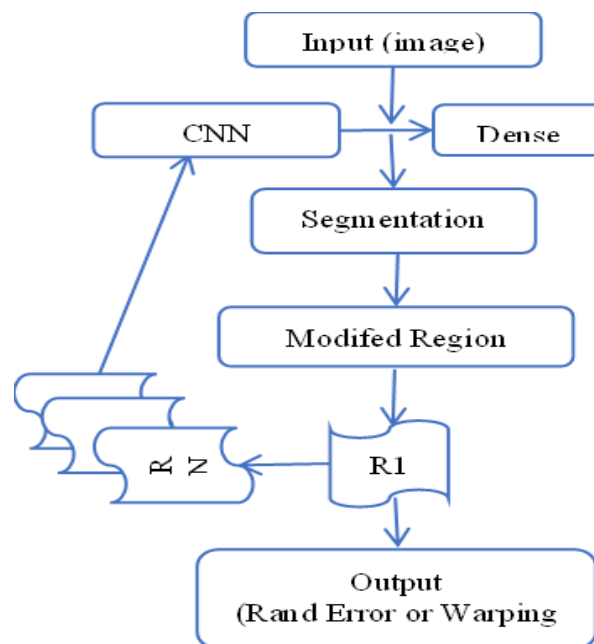 Input (image)
CNN
Dense
Segmentation
Modifed Region
R
N
R1
Output
(Rand Error or Warping